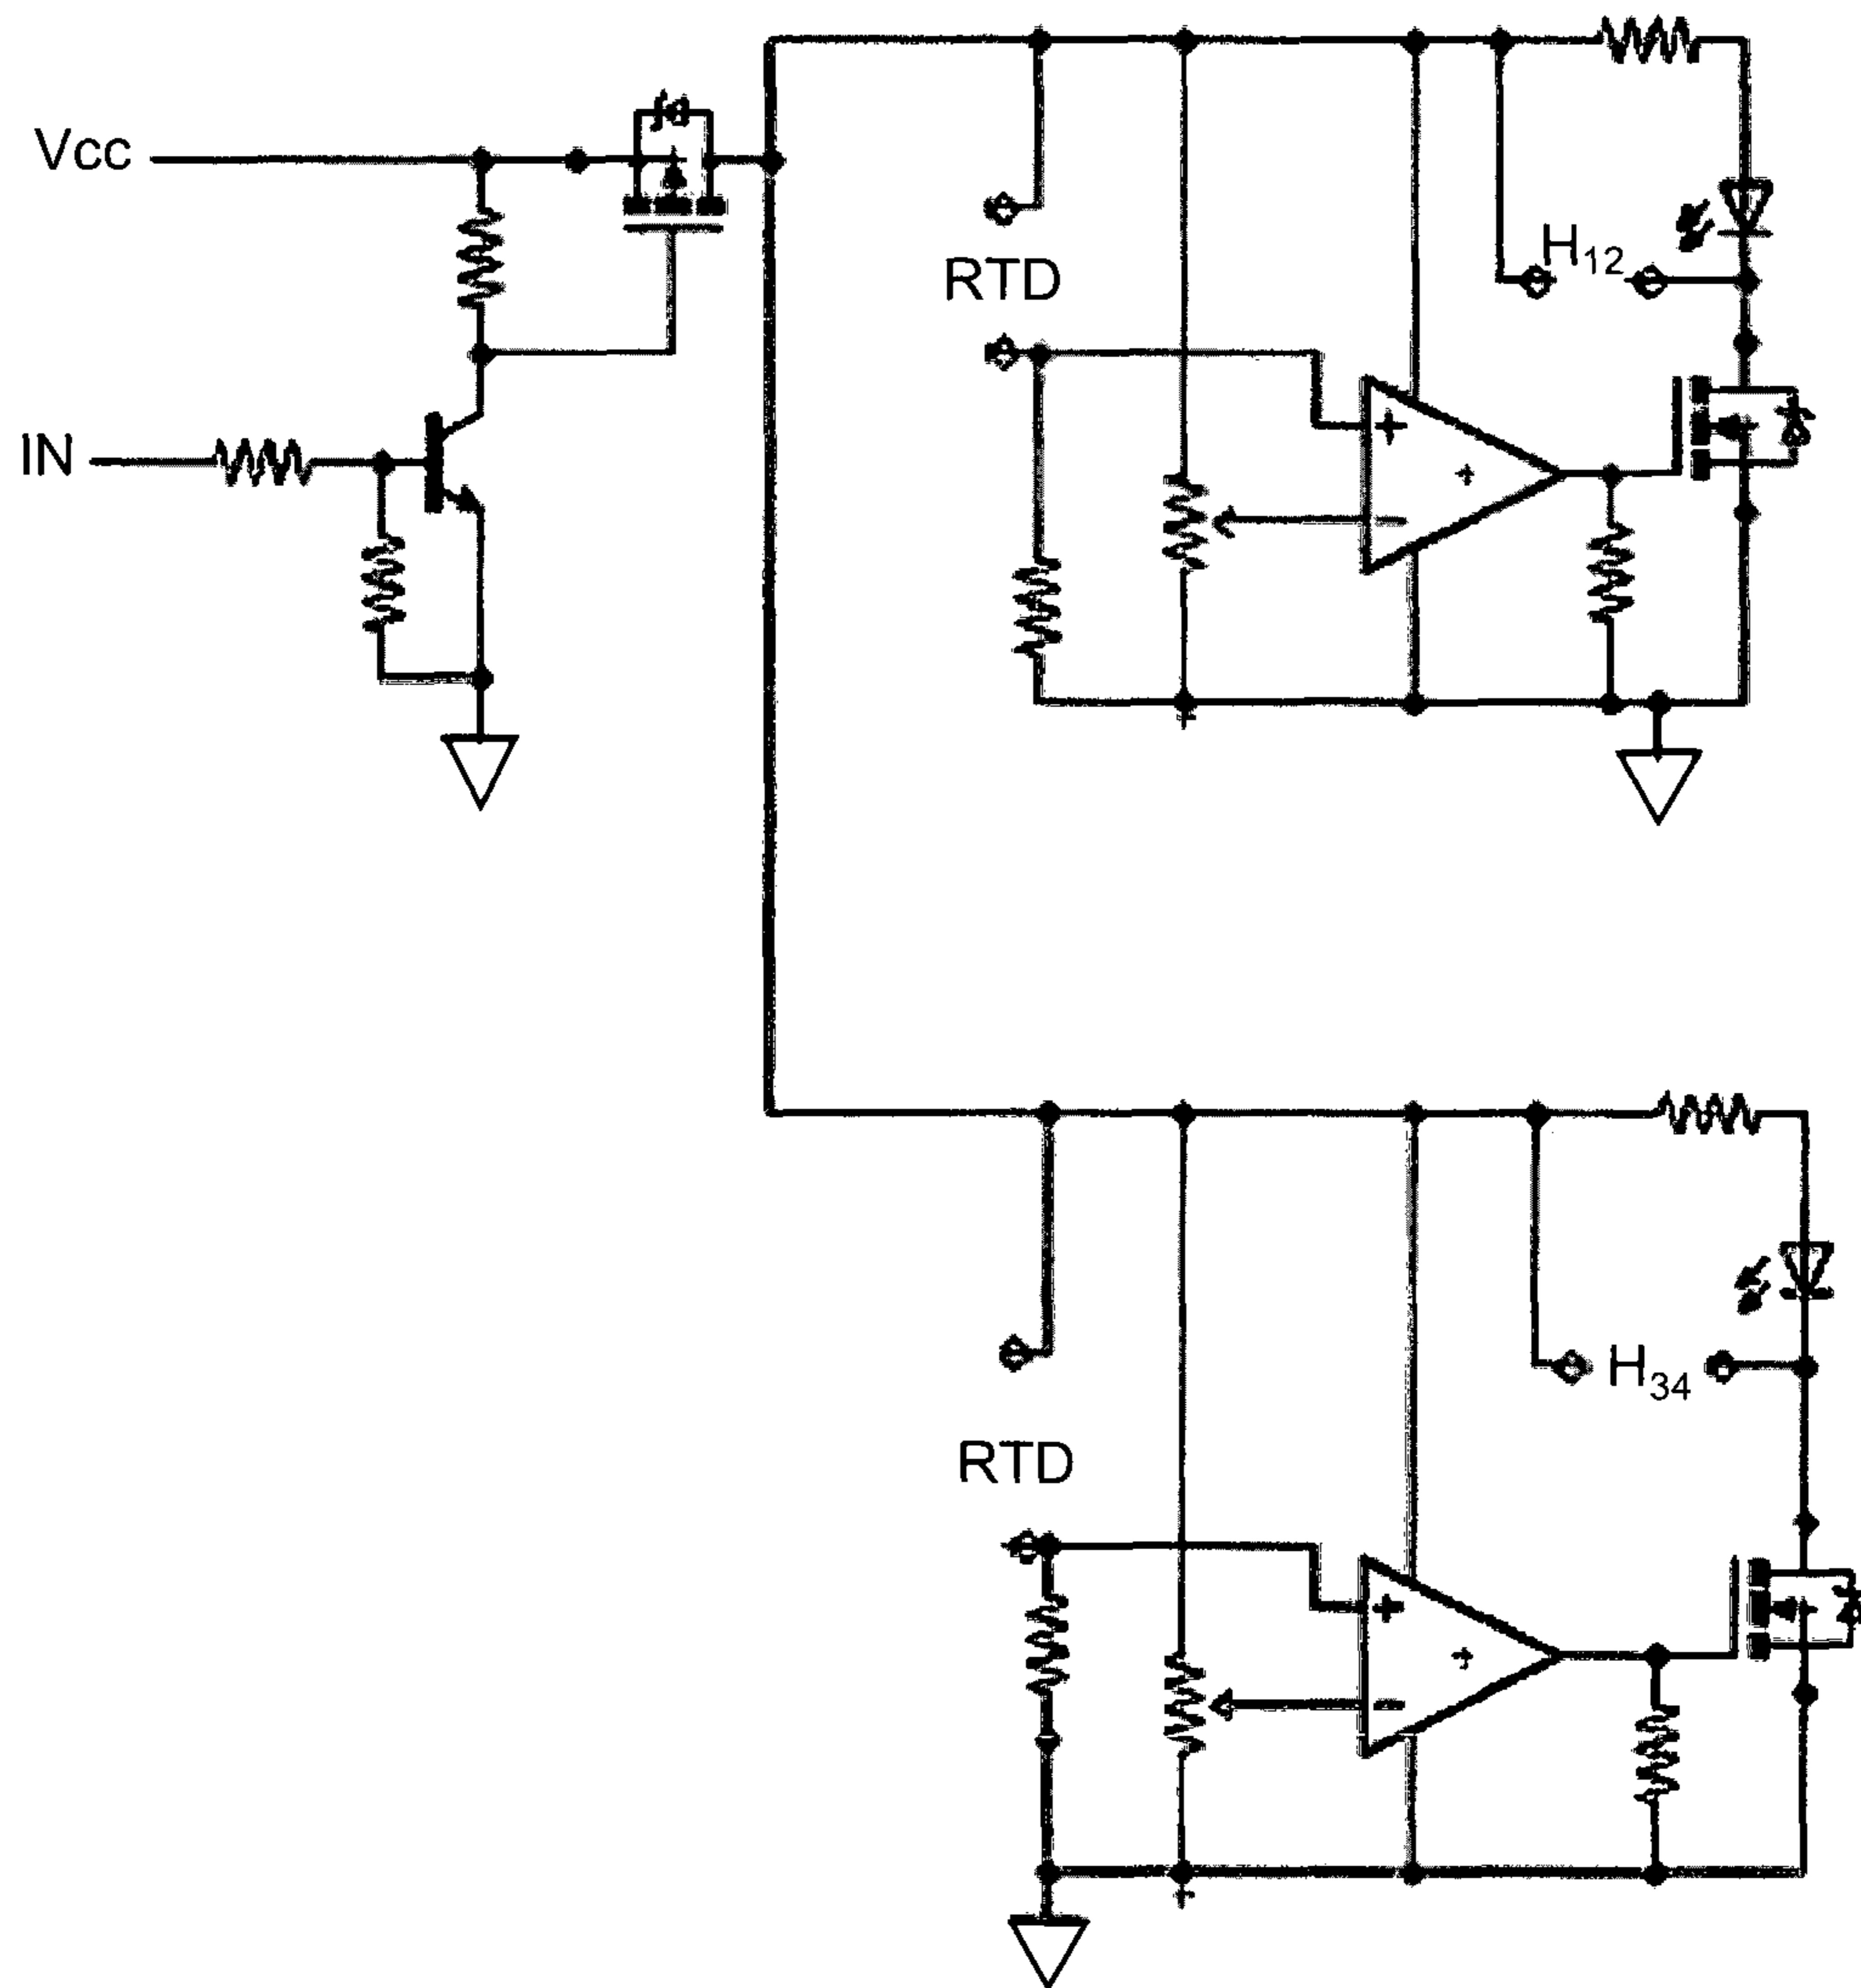 Vcc
IN
RTD
H₁₂
+
+
−
+
RTD
H₃₄
+
+
−
+